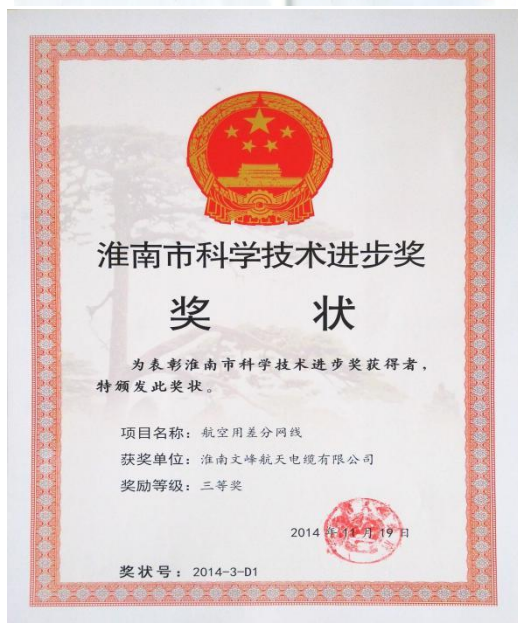 淮南市科学技术进步奖
奖 状
为表彰淮南市科学技术进步奖获得者，
特颁发此奖状。
项目名称：航空用差分网线
获奖单位：淮南文峰航天电缆有限公司
奖励等级：三等奖
2014 年 11 月 19 日
奖状号：2014-3-D1